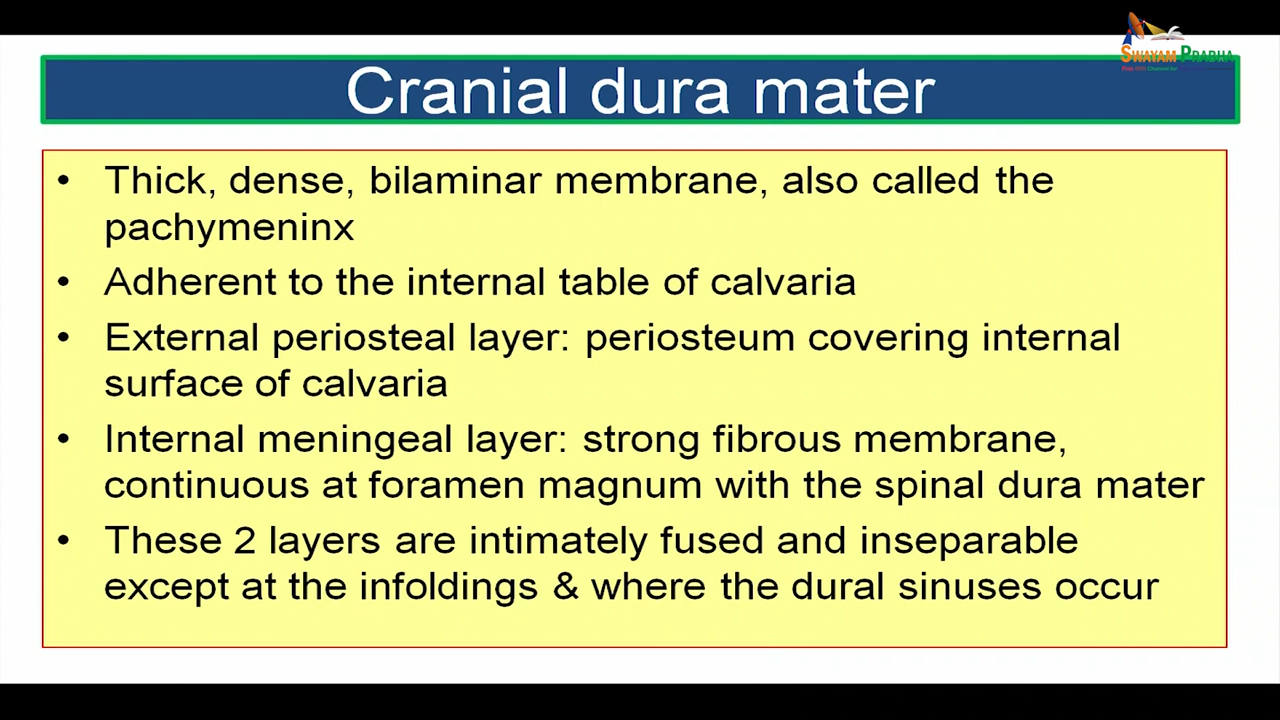 SWAYAM PRABHA
Cranial dura mater
• Thick, dense, bilaminar membrane, also called the
pachymeninx
• Adherent to the internal table of calvaria
• External periosteal layer: periosteum covering internal
surface of calvaria
• Internal meningeal layer: strong fibrous membrane,
continuous at foramen magnum with the spinal dura mater
• These 2 layers are intimately fused and inseparable
except at the infoldings & where the dural sinuses occur